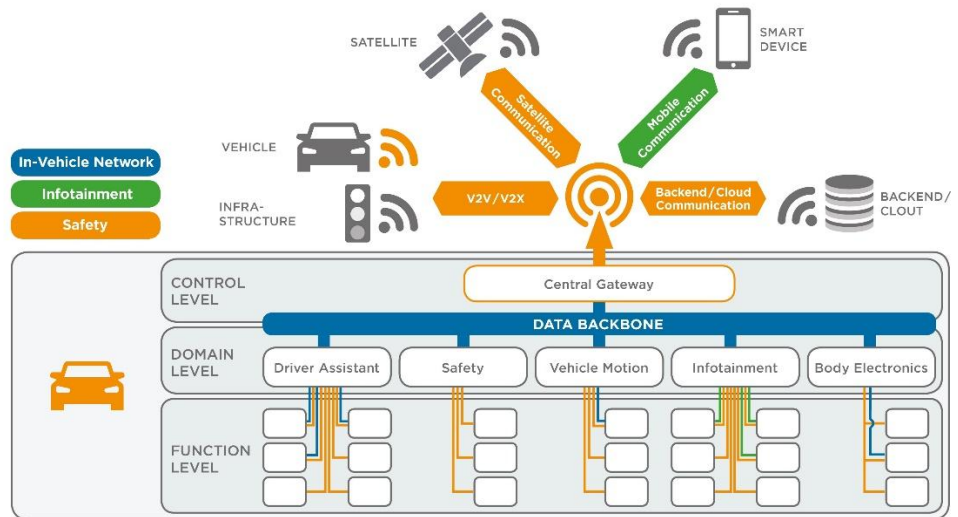 SATELLITE
SMART
DEVICE
Satellite
Communication
Mobile
Communication
VEHICLE
In-Vehicle Network
Infotainment
Safety
INFRA-
STRUCTURE
V2V/V2X
Backend/Cloud
Communication
BACKEND/
CLOUT
CONTROL
LEVEL
Central Gateway
DATA BACKBONE
DOMAIN
LEVEL
Driver Assistant
Safety
Vehicle Motion
Infotainment
Body Electronics
FUNCTION
LEVEL